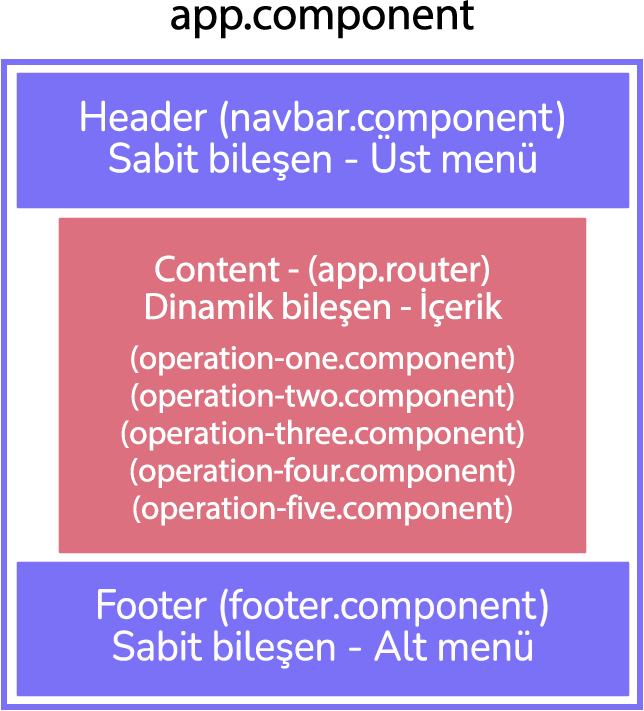 app.component
Header (navbar.component)
Sabit bileşen - Üst menü
Content - (app.router)
Dinamik bileşen - İçerik
(operation-one.component)
(operation-two.component)
(operation-three.component)
(operation-four.component)
(operation-five.component)
Footer (footer.component)
Sabit bileşen - Alt menü